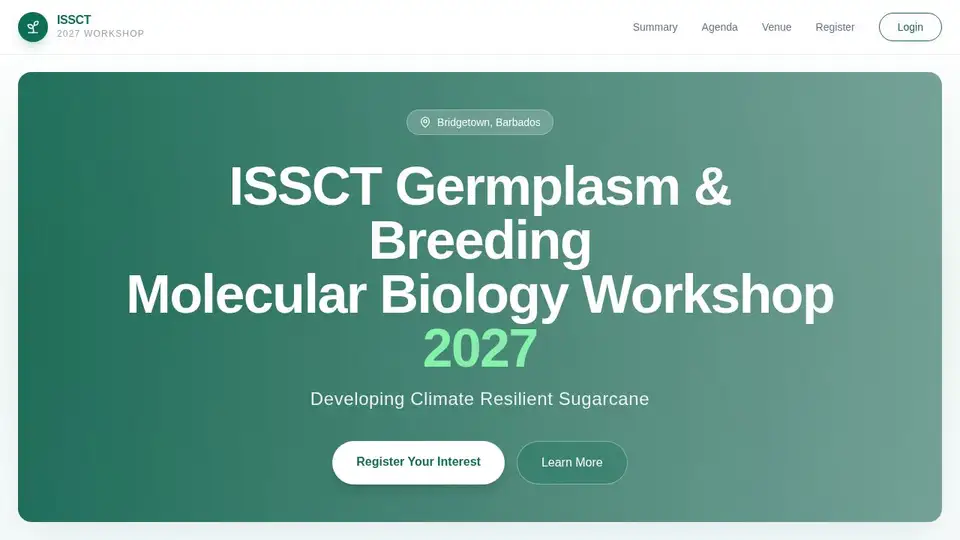 ISSCT
2027 WORKSHOP
Summary
Agenda
Venue
Register
Login
Bridgetown, Barbados
ISSCT Germplasm &
Breeding
Molecular Biology Workshop
2027
Developing Climate Resilient Sugarcane
Register Your Interest
Learn More